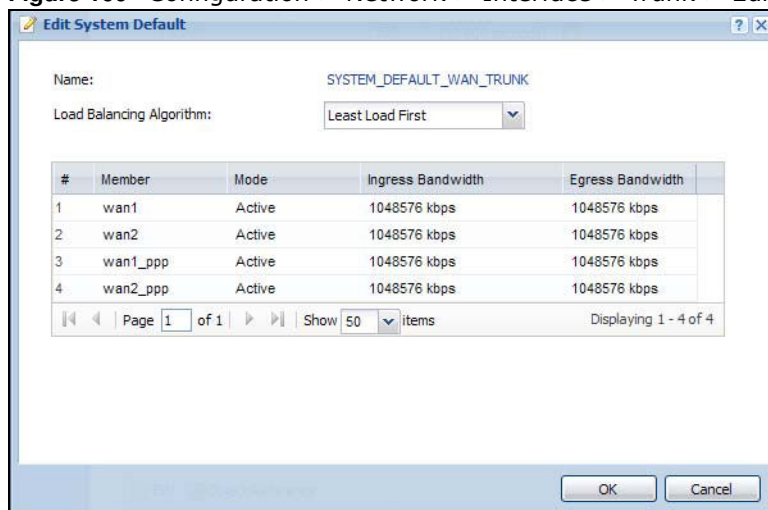 Edit System Default
Name: SYSTEM_DEFAULT_WAN_TRUNK
Load Balancing Algorithm: Least Load First
# Member Mode Ingress Bandwidth Egress Bandwidth
1 wan1 Active 1048576 kbps 1048576 kbps
2 wan2 Active 1048576 kbps 1048576 kbps
3 wan1_ppp Active 1048576 kbps 1048576 kbps
4 wan2_ppp Active 1048576 kbps 1048576 kbps
Page 1 of 1 Show 50 items Displaying 1 - 4 of 4
OK Cancel